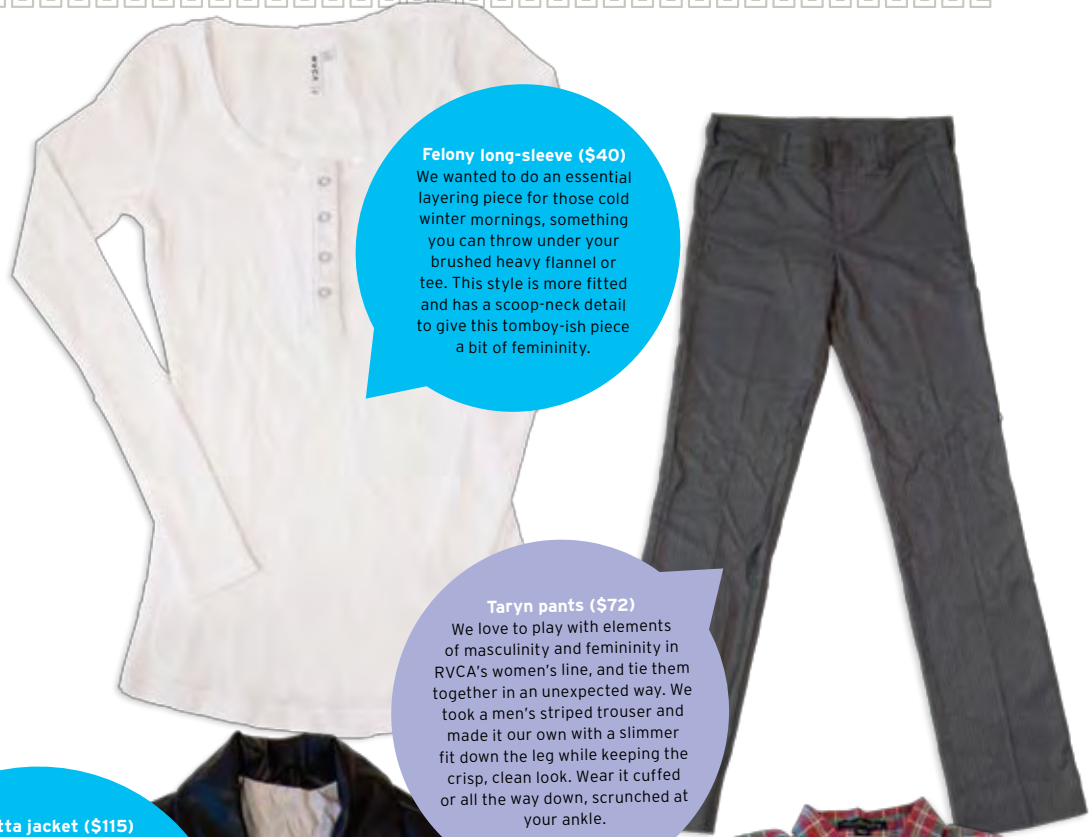 RVCA
Felony long-sleeve ($40)
We wanted to do an essential
layering piece for those cold
winter mornings, something
you can throw under your
brushed heavy flannel or
tee. This style is more fitted
and has a scoop-neck detail
to give this tomboy-ish piece
a bit of femininity.
Taryn pants ($72)
We love to play with elements
of masculinity and femininity in
RVCA's women's line, and tie them
together in an unexpected way. We
took a men's striped trouser and
made it our own with a slimmer
fit down the leg while keeping the
crisp, clean look. Wear it cuffed
or all the way down, scrunched at
your ankle.
jacket ($115)